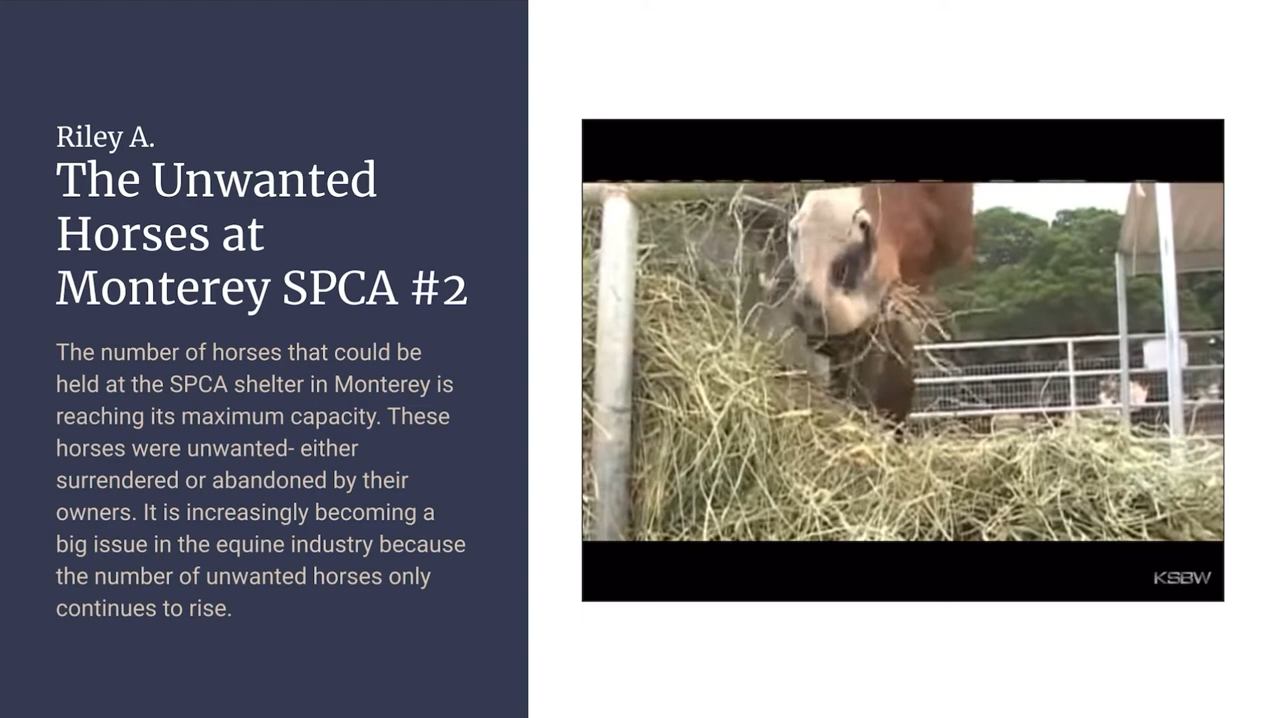 Riley A.
The Unwanted
Horses at
Monterey SPCA #2
The number of horses that could be
held at the SPCA shelter in Monterey is
reaching its maximum capacity. These
horses were unwanted- either
surrendered or abandoned by their
owners. It is increasingly becoming a
big issue in the equine industry because
the number of unwanted horses only
continues to rise.
KSBW